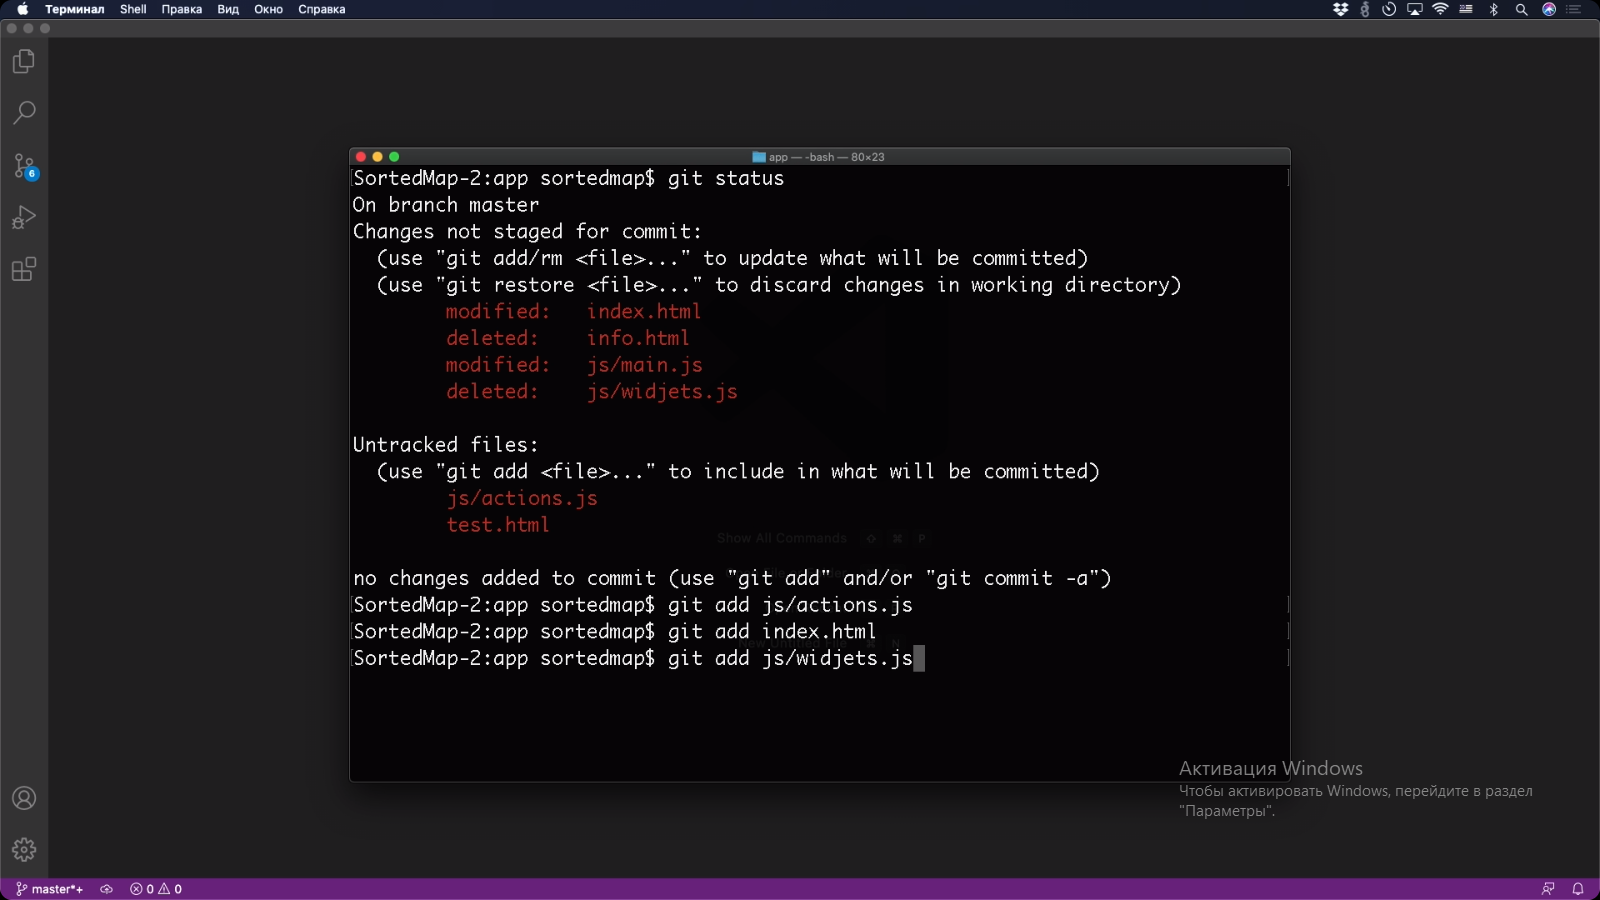 Терминал Shell Правка Вид Окно Справка
app — -bash — 80×23
SortedMap-2:app sortedmap$ git status
On branch master
Changes not staged for commit:
(use "git add/rm <file>..." to update what will be committed)
(use "git restore <file>..." to discard changes in working directory)
modified: index.html
deleted: info.html
modified: js/main.js
deleted: js/widjets.js
Untracked files:
(use "git add <file>..." to include in what will be committed)
js/actions.js
test.html
Show All Commands ⇧ ⌘ P
no changes added to commit (use "git add" and/or "git commit -a")
SortedMap-2:app sortedmap$ git add js/actions.js
SortedMap-2:app sortedmap$ git add index.html
SortedMap-2:app sortedmap$ git add js/widjets.js
6
Активация Windows
Чтобы активировать Windows, перейдите в раздел
"Параметры".
master*+ 0 0